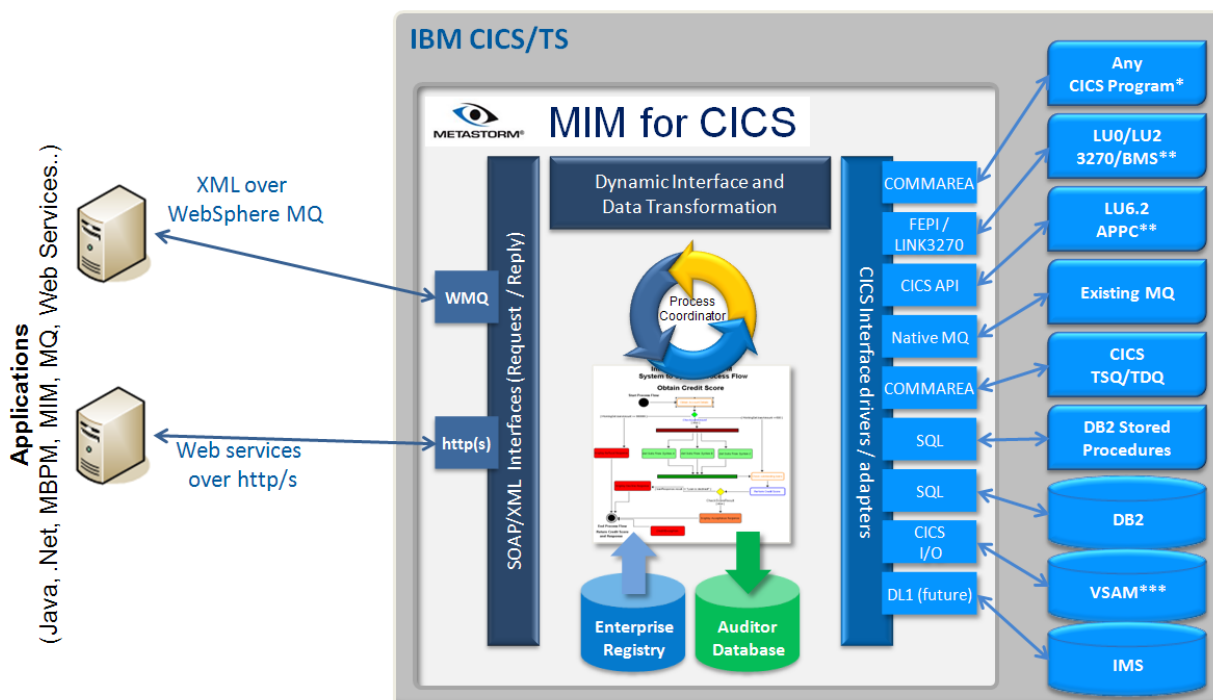 IBM CICS/TS
METASTORM®
MIM for CICS
Applications
(Java, .Net, MBPM, MIM, MQ, Web Services..)
XML over
WebSphere MQ
Web services
over http/s
WMQ
http(s)
SOAP/XML Interfaces (Request / Reply)
Dynamic Interface and
Data Transformation
Process
Coordinator
Obtain Credit Score
Enterprise
Registry
Auditor
Database
CICS Interface drivers / adapters
COMMAREA
FEPI /
LINK3270
CICS API
Native MQ
COMMAREA
SQL
SQL
CICS
I/O
DL1 (future)
Any
CICS Program*
LU0/LU2
3270/BMS**
LU6.2
APPC**
Existing MQ
CICS
TSQ/TDQ
DB2 Stored
Procedures
DB2
VSAM***
IMS